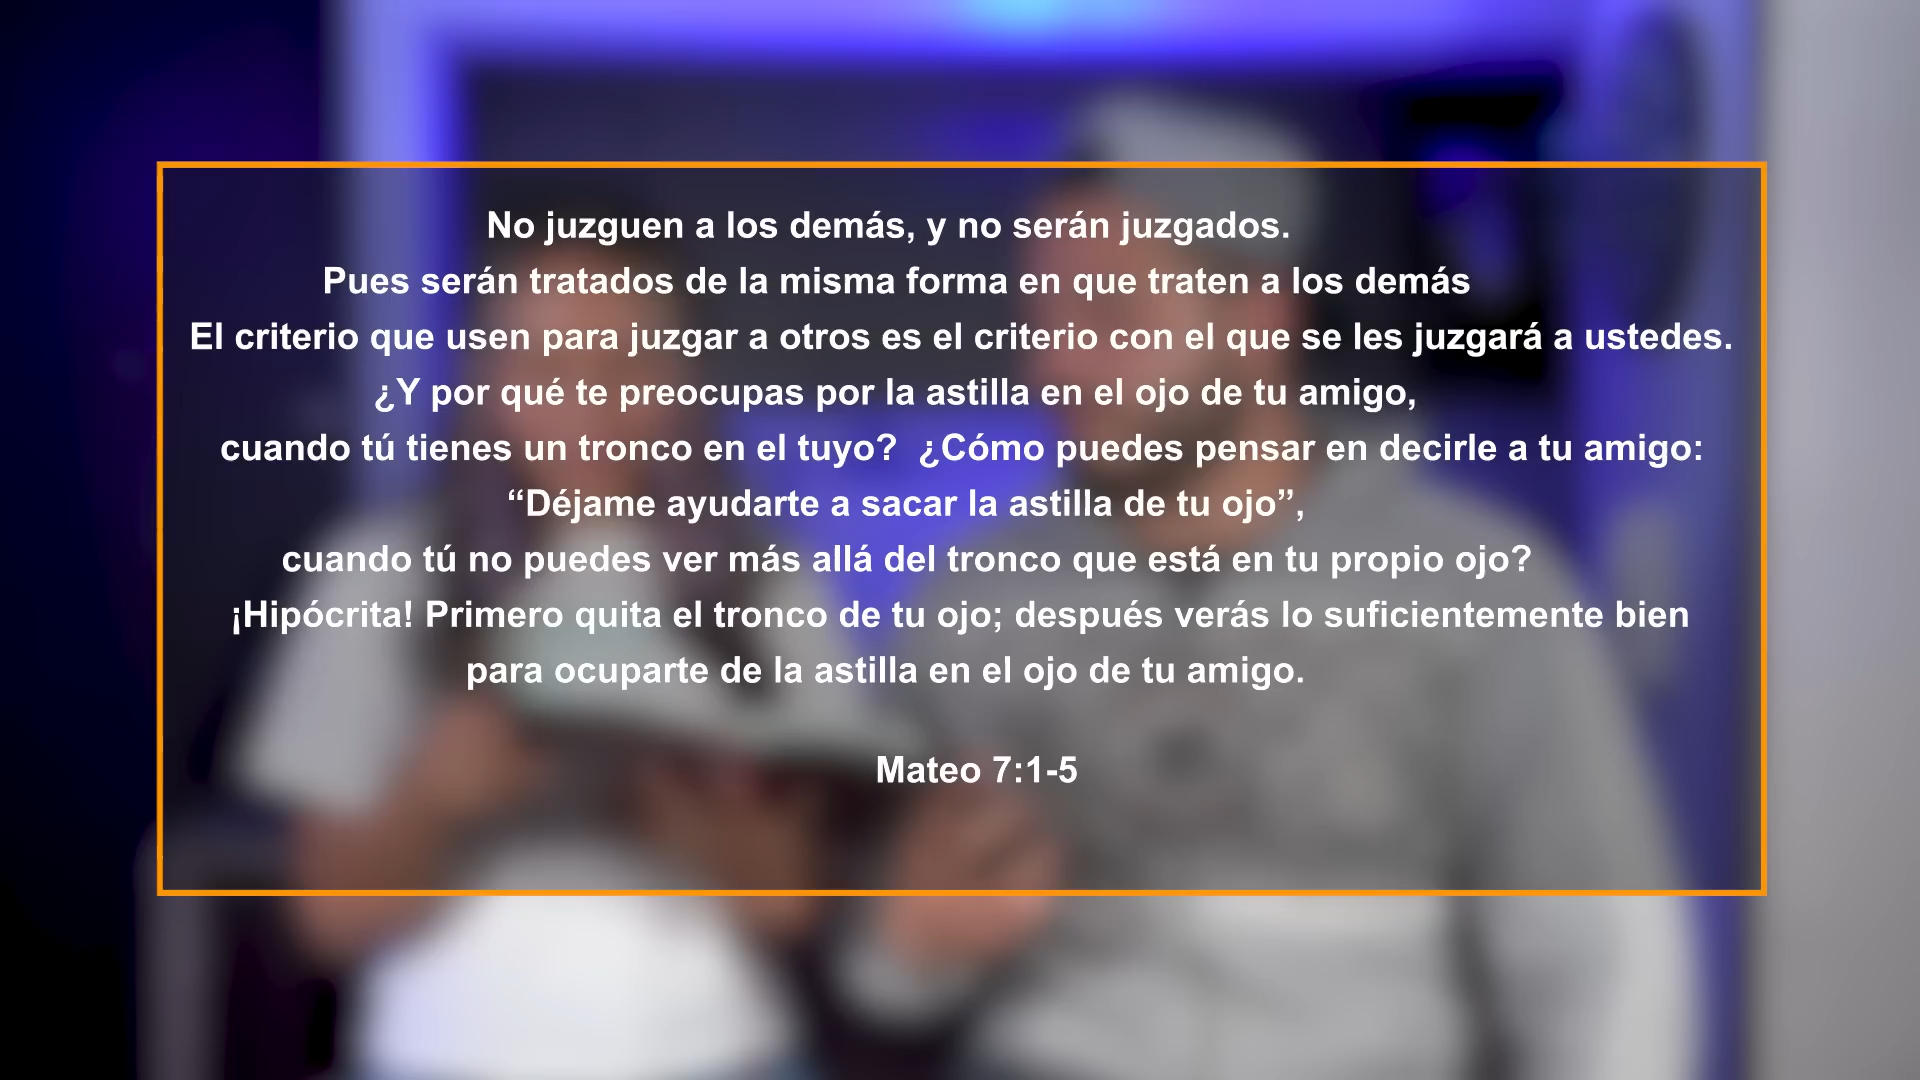 No juzguen a los demás, y no serán juzgados.
Pues serán tratados de la misma forma en que traten a los demás
El criterio que usen para juzgar a otros es el criterio con el que se les juzgará a ustedes.
¿Y por qué te preocupas por la astilla en el ojo de tu amigo,
cuando tú tienes un tronco en el tuyo?  ¿Cómo puedes pensar en decirle a tu amigo:
“Déjame ayudarte a sacar la astilla de tu ojo”,
cuando tú no puedes ver más allá del tronco que está en tu propio ojo?
¡Hipócrita! Primero quita el tronco de tu ojo; después verás lo suficientemente bien
para ocuparte de la astilla en el ojo de tu amigo.
Mateo 7:1-5